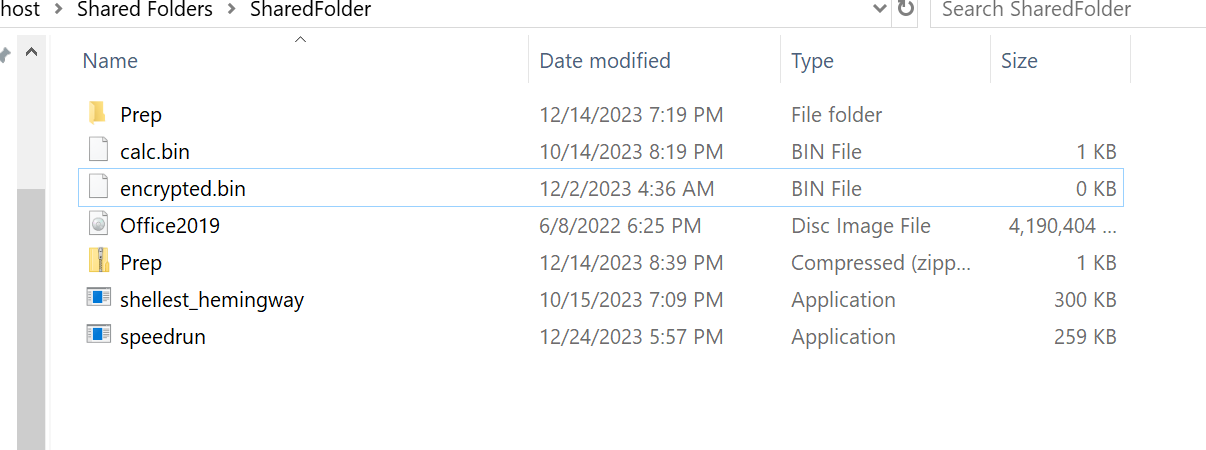 host > Shared Folders > SharedFolder Search SharedFolder
Name Date modified Type Size
Prep 12/14/2023 7:19 PM File folder
calc.bin 10/14/2023 8:19 PM BIN File 1 KB
encrypted.bin 12/2/2023 4:36 AM BIN File 0 KB
Office2019 6/8/2022 6:25 PM Disc Image File 4,190,404 ...
Prep 12/14/2023 8:39 PM Compressed (zipp... 1 KB
shellest_hemingway 10/15/2023 7:09 PM Application 300 KB
speedrun 12/24/2023 5:57 PM Application 259 KB